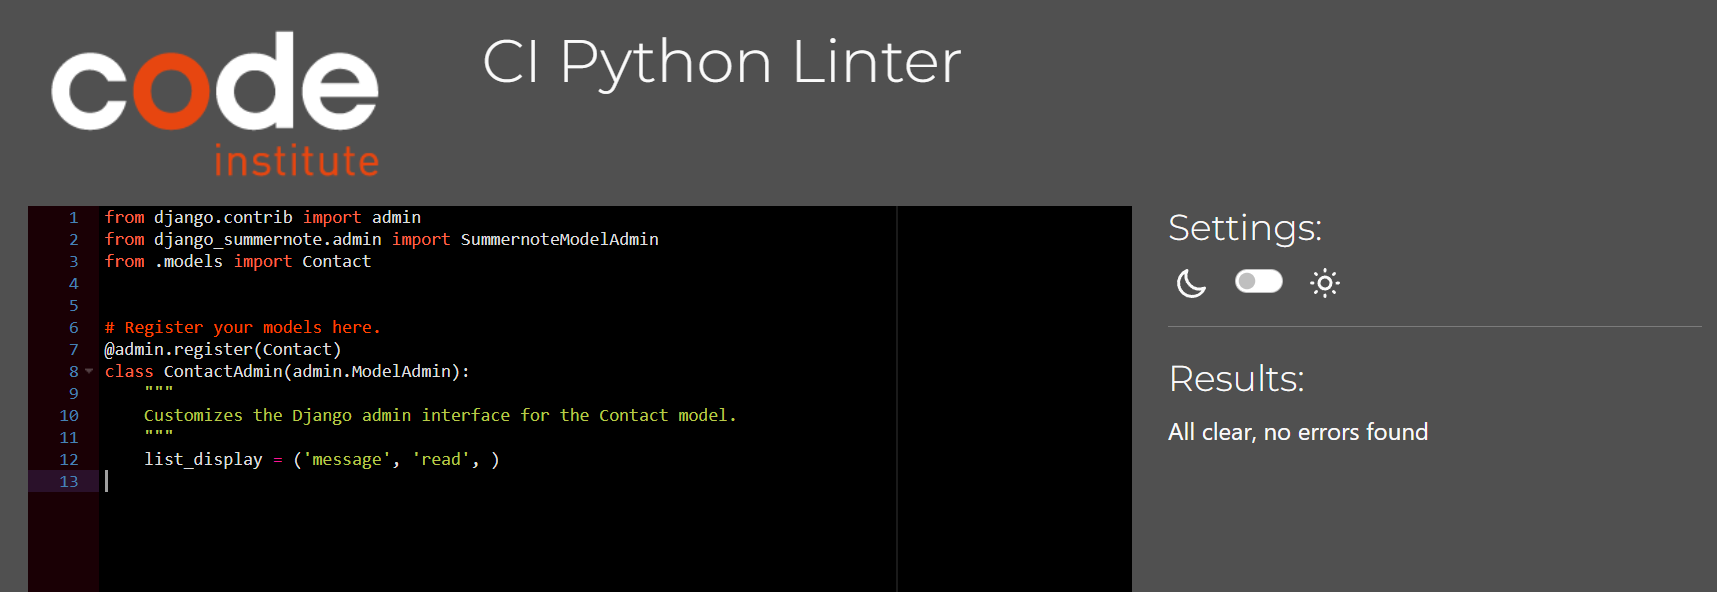 code
institute
CI Python Linter
1 from django.contrib import admin
2 from django_summernote.admin import SummernoteModelAdmin
3 from .models import Contact
4
5
6 # Register your models here.
7 @admin.register(Contact)
8 class ContactAdmin(admin.ModelAdmin):
9     """
10     Customizes the Django admin interface for the Contact model.
11     """
12     list_display = ('message', 'read', )
13
Settings:
Results:
All clear, no errors found